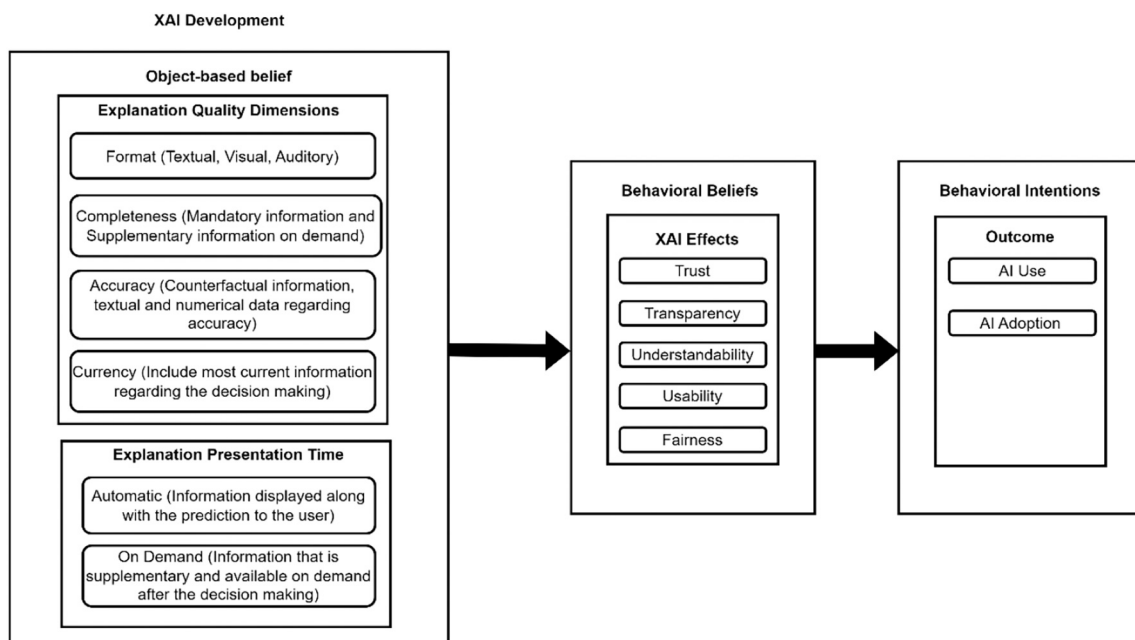 XAI Development
Object-based belief
Explanation Quality Dimensions
Format (Textual, Visual, Auditory)
Completeness (Mandatory information and
Supplementary information on demand)
Accuracy (Counterfactual information,
textual and numerical data regarding
accuracy)
Currency (Include most current information
regarding the decision making)
Explanation Presentation Time
Automatic (Information displayed along
with the prediction to the user)
On Demand (Information that is
supplementary and available on demand
after the decision making)
Behavioral Beliefs
XAI Effects
Trust
Transparency
Understandability
Usability
Fairness
Behavioral Intentions
Outcome
AI Use
AI Adoption